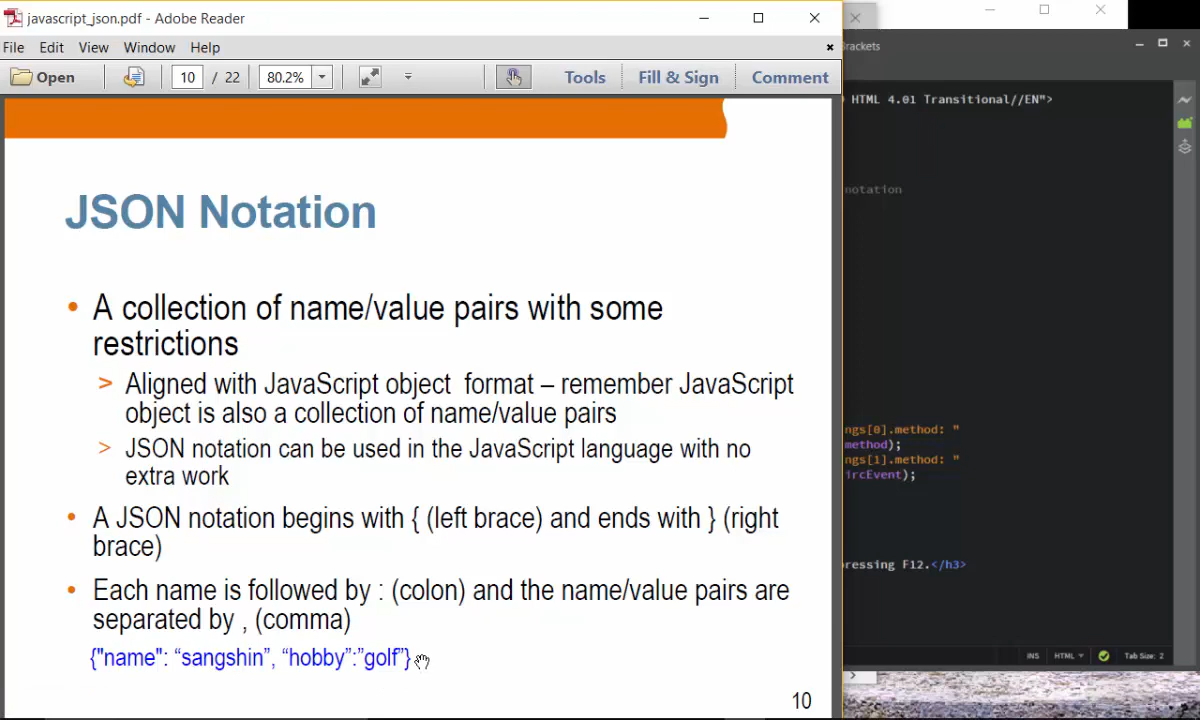 javascript_json.pdf - Adobe Reader
File Edit View Window Help
Open 10 / 22 80.2% Tools Fill & Sign Comment
JSON Notation
• A collection of name/value pairs with some
restrictions
> Aligned with JavaScript object format – remember JavaScript
object is also a collection of name/value pairs
> JSON notation can be used in the JavaScript language with no
extra work
• A JSON notation begins with { (left brace) and ends with } (right
brace)
• Each name is followed by : (colon) and the name/value pairs are
separated by , (comma)
{"name": “sangshin”, “hobby”:”golf”}
10
Brackets
HTML 4.01 Transitional//EN">
notation
ngs[0].method: "
method);
ngs[1].method: "
ircEvent);
ressing F12.</h3>
INS HTML Tab Size: 2